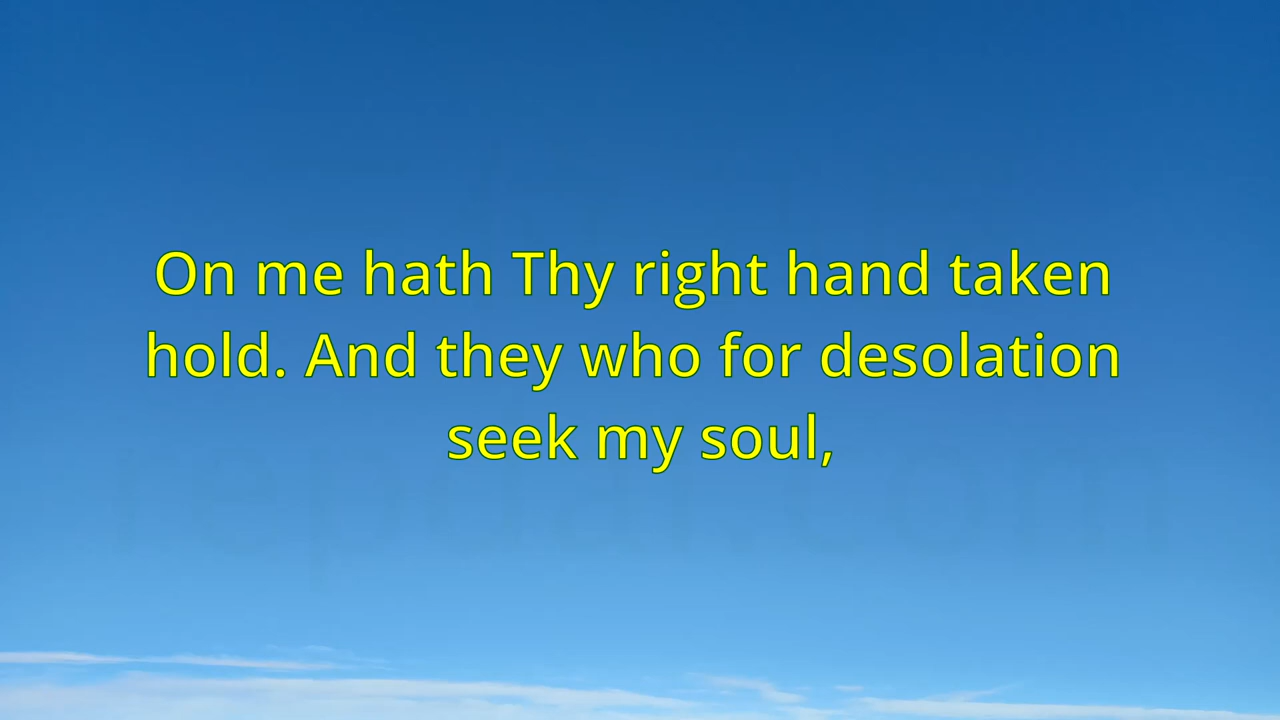 On me hath Thy right hand taken
hold. And they who for desolation
seek my soul,